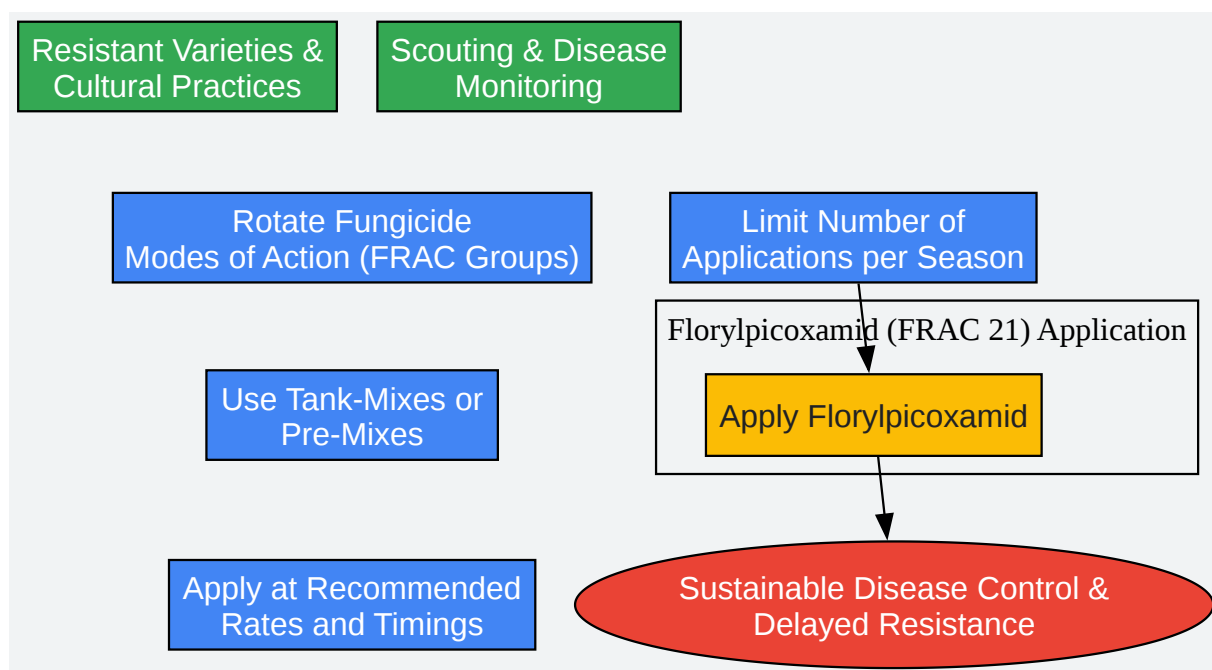 Resistant Varieties &
Cultural Practices
Scouting & Disease
Monitoring
Rotate Fungicide
Modes of Action (FRAC Groups)
Limit Number of
Applications per Season
Florylpicoxamid (FRAC 21) Application
Use Tank-Mixes or
Pre-Mixes
Apply Florylpicoxamid
Apply at Recommended
Rates and Timings
Sustainable Disease Control &
Delayed Resistance